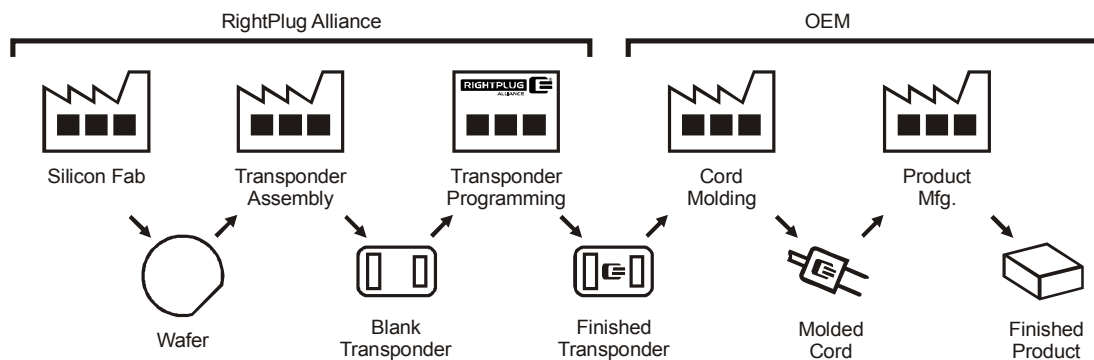 RightPlug Alliance
OEM
RIGHTPLUG
ALLIANCE
Silicon Fab
Transponder
Assembly
Transponder
Programming
Cord
Molding
Product
Mfg.
Wafer
Blank
Transponder
Finished
Transponder
Molded
Cord
Finished
Product